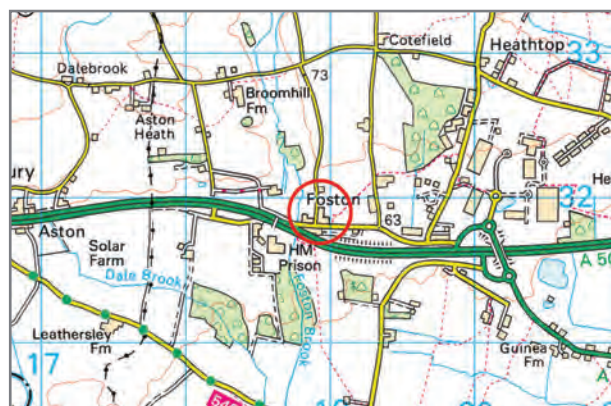 Cotefield
Heathtop
33
Dalebrook
73
Broomhill
Fm
Aston
Heath
ury
Foston
32
He
63
Aston
HM
Prison
Solar
Farm
A 50
Dale Brook
Foston Brook
Leathersley
Fm
Guinea
Fm
17
A